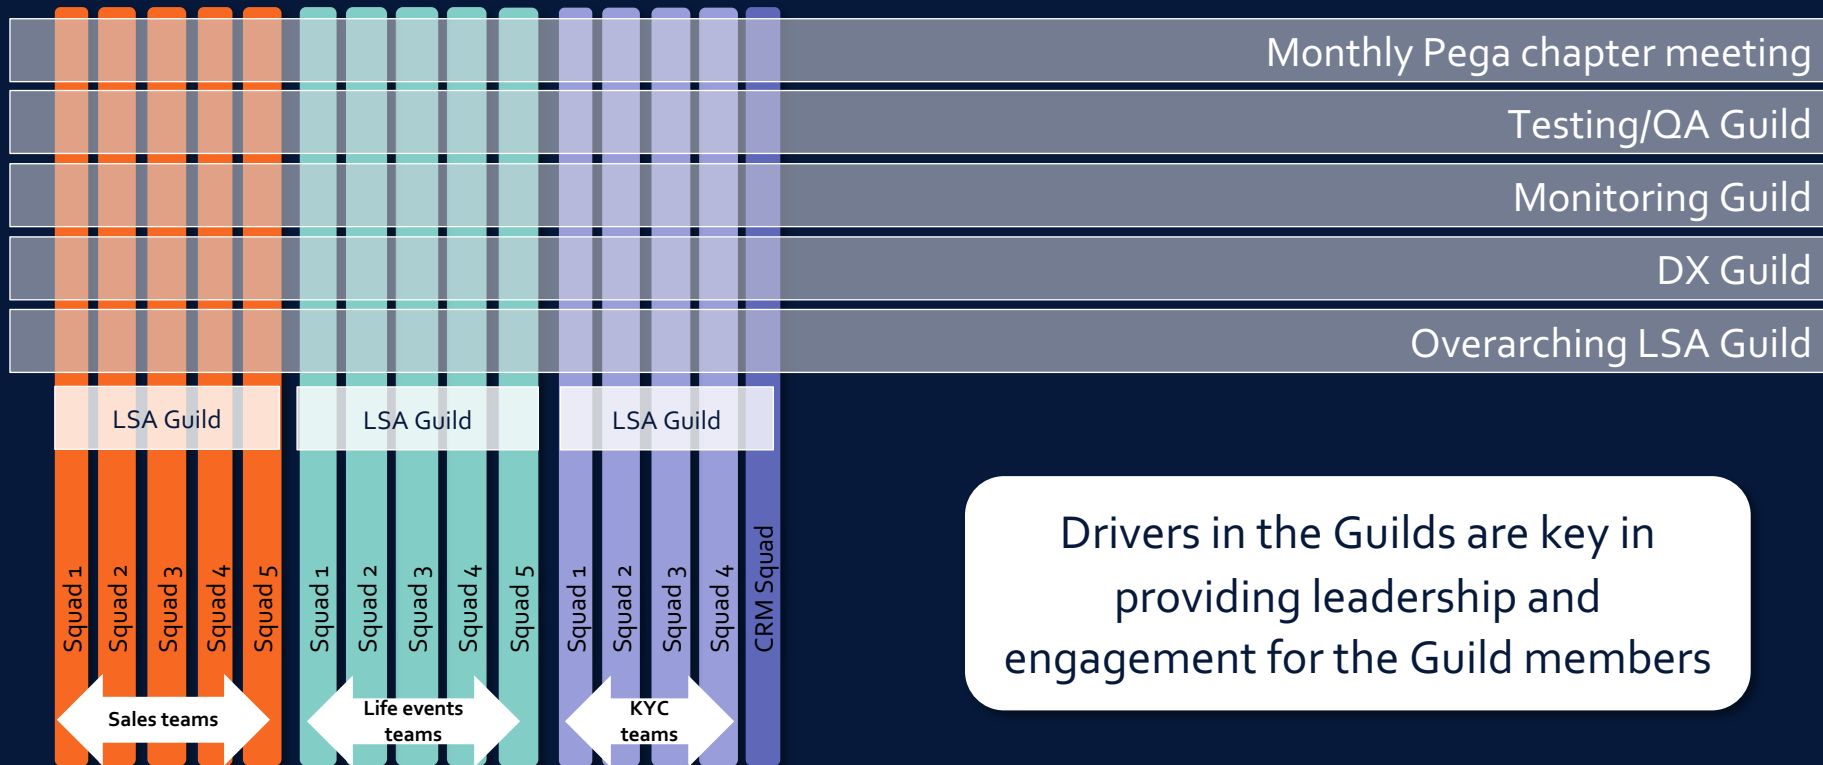 Monthly Pega chapter meeting
Testing/QA Guild
Monitoring Guild
DX Guild
Overarching LSA Guild
LSA Guild
LSA Guild
LSA Guild
Squad 1
Squad 2
Squad 3
Squad 4
Squad 5
Squad 1
Squad 2
Squad 3
Squad 4
Squad 5
Squad 1
Squad 2
Squad 3
Squad 4
CRM Squad
Sales teams
Life events
teams
KYC
teams
Drivers in the Guilds are key in
providing leadership and
engagement for the Guild members